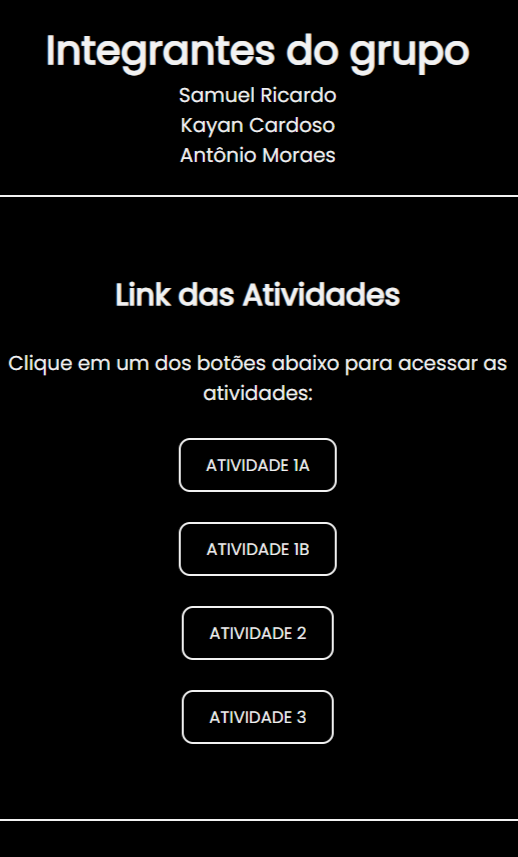 Integrantes do grupo
Samuel Ricardo
Kayan Cardoso
Antônio Moraes
Link das Atividades
Clique em um dos botões abaixo para acessar as
atividades:
ATIVIDADE 1A
ATIVIDADE 1B
ATIVIDADE 2
ATIVIDADE 3